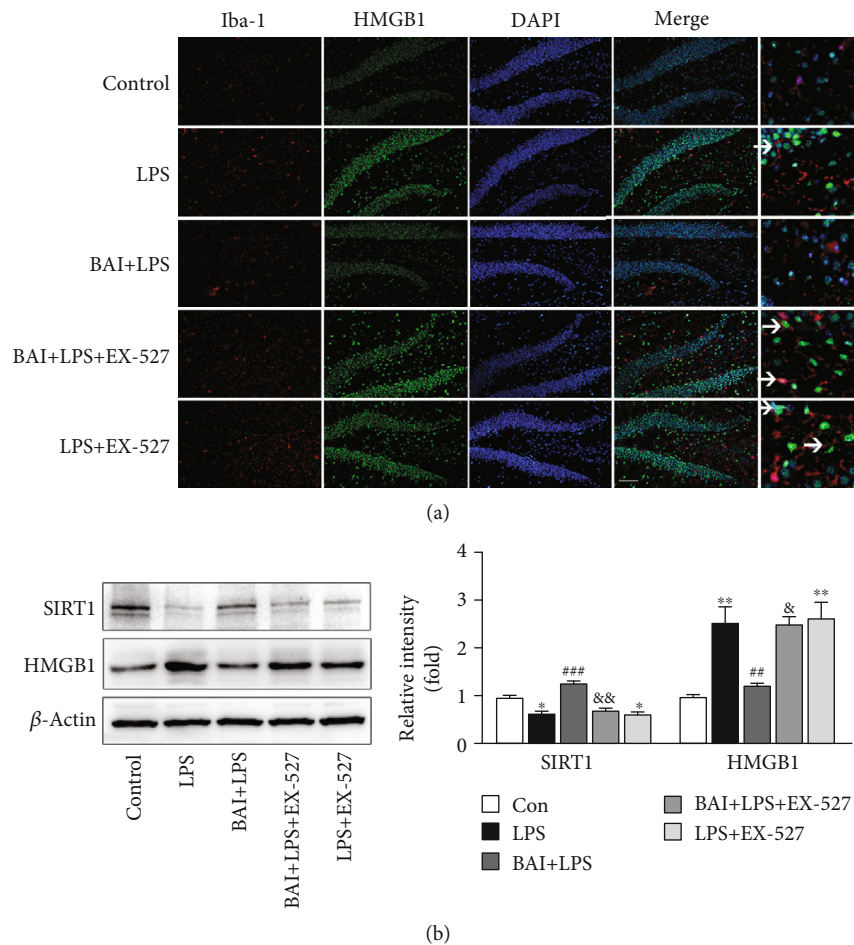 Iba-1 HMGB1 DAPI Merge
Control
LPS
BAI+LPS
BAI+LPS+EX-527
LPS+EX-527
(a)
SIRT1
HMGB1
β-Actin
Control
LPS
BAI+LPS
BAI+LPS+EX-527
LPS+EX-527
Relative intensity
(fold)
4
3
2
1
0
*
###
&&
*
**
##
&
**
SIRT1 HMGB1
Con
LPS
BAI+LPS
BAI+LPS+EX-527
LPS+EX-527
(b)